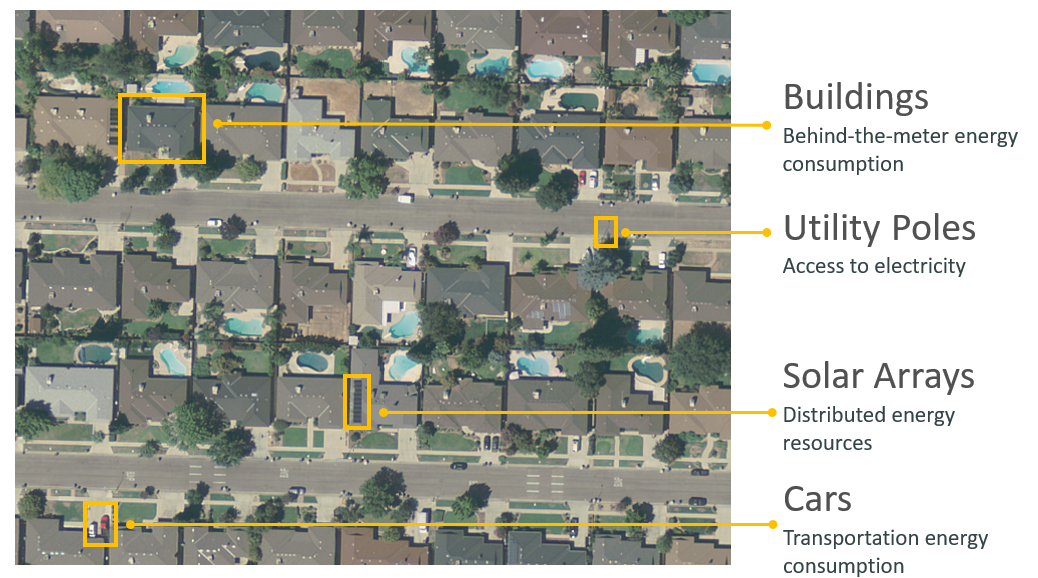 Buildings
Behind-the-meter energy
consumption
Utility Poles
Access to electricity
Solar Arrays
Distributed energy
resources
Cars
Transportation energy
consumption